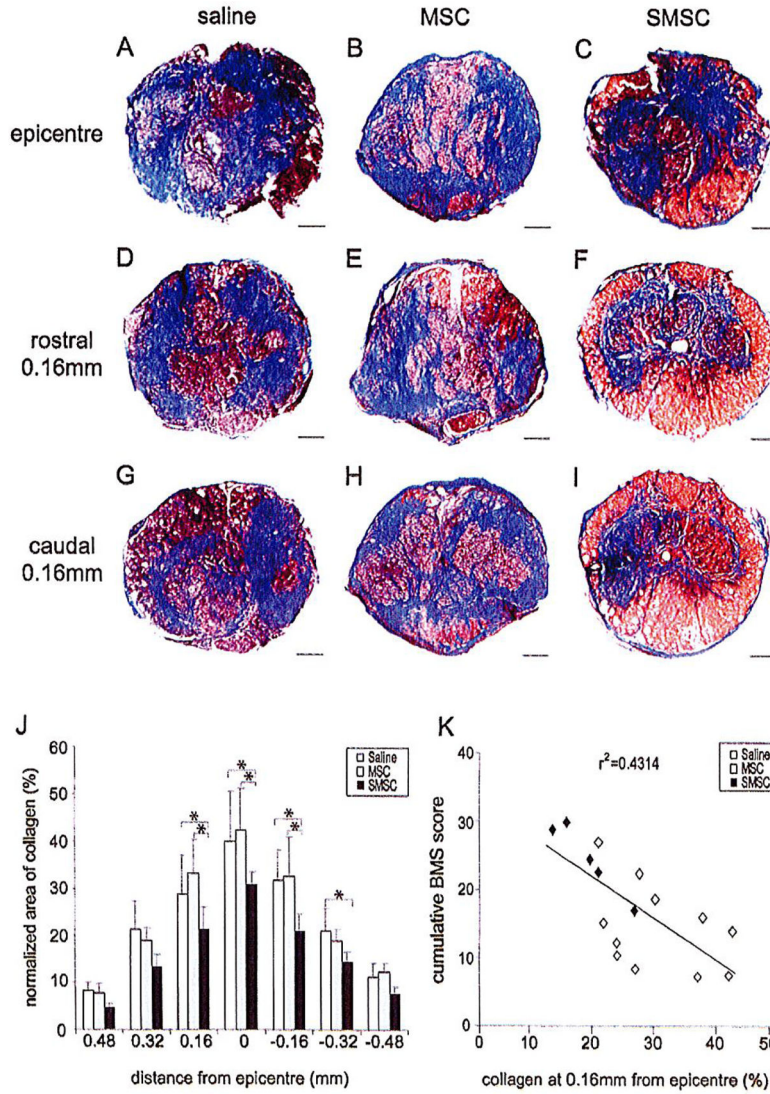 saline MSC SMSC
A B C
epicentre
D E F
rostral
0.16mm
G H I
caudal
0.16mm
J
60
50
40
30
20
10
0
normalized area of collagen (%)
Saline
MSC
SMSC
* * * * * * *
0.48 0.32 0.16 0 -0.16 -0.32 -0.48
distance from epicentre (mm)
K
40
30
20
10
0
cumulative BMS score
r²=0.4314
Saline
MSC
SMSC
0 10 20 30 40 50
collagen at 0.16mm from epicentre (%)